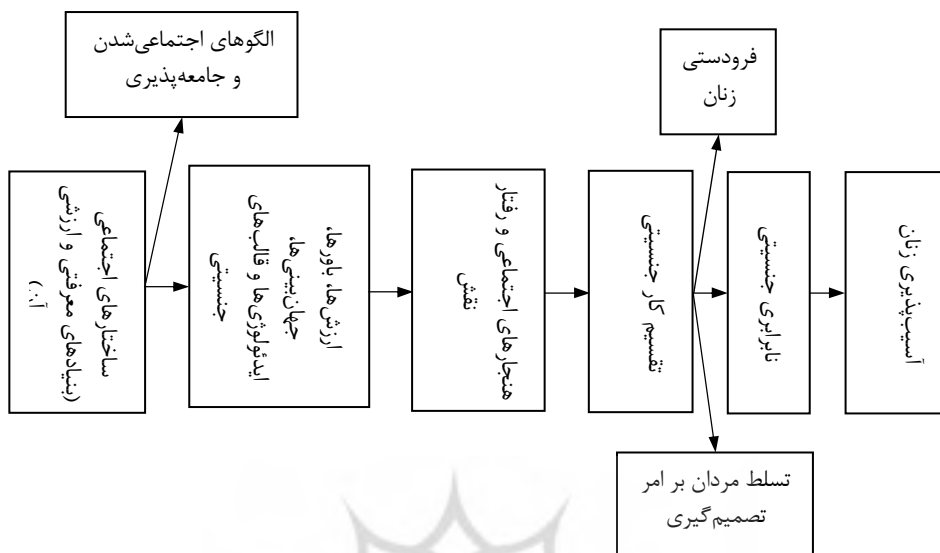 الگوهای اجتماعی‌شدن
و جامعه‌پذیری
فرودستی
زنان
ساختارهای اجتماعی
(بنیادهای معرفتی و ارزشی
آن)
ارزش‌ها، باورها،
جهان‌بینی‌ها،
ایدئولوژی‌ها و قالب‌های
جنسیتی
هنجارهای اجتماعی و رفتار
نقش
تقسیم کار جنسیتی
نابرابری جنسیتی
آسیب‌پذیری زنان
تسلط مردان بر امر
تصمیم‌گیری